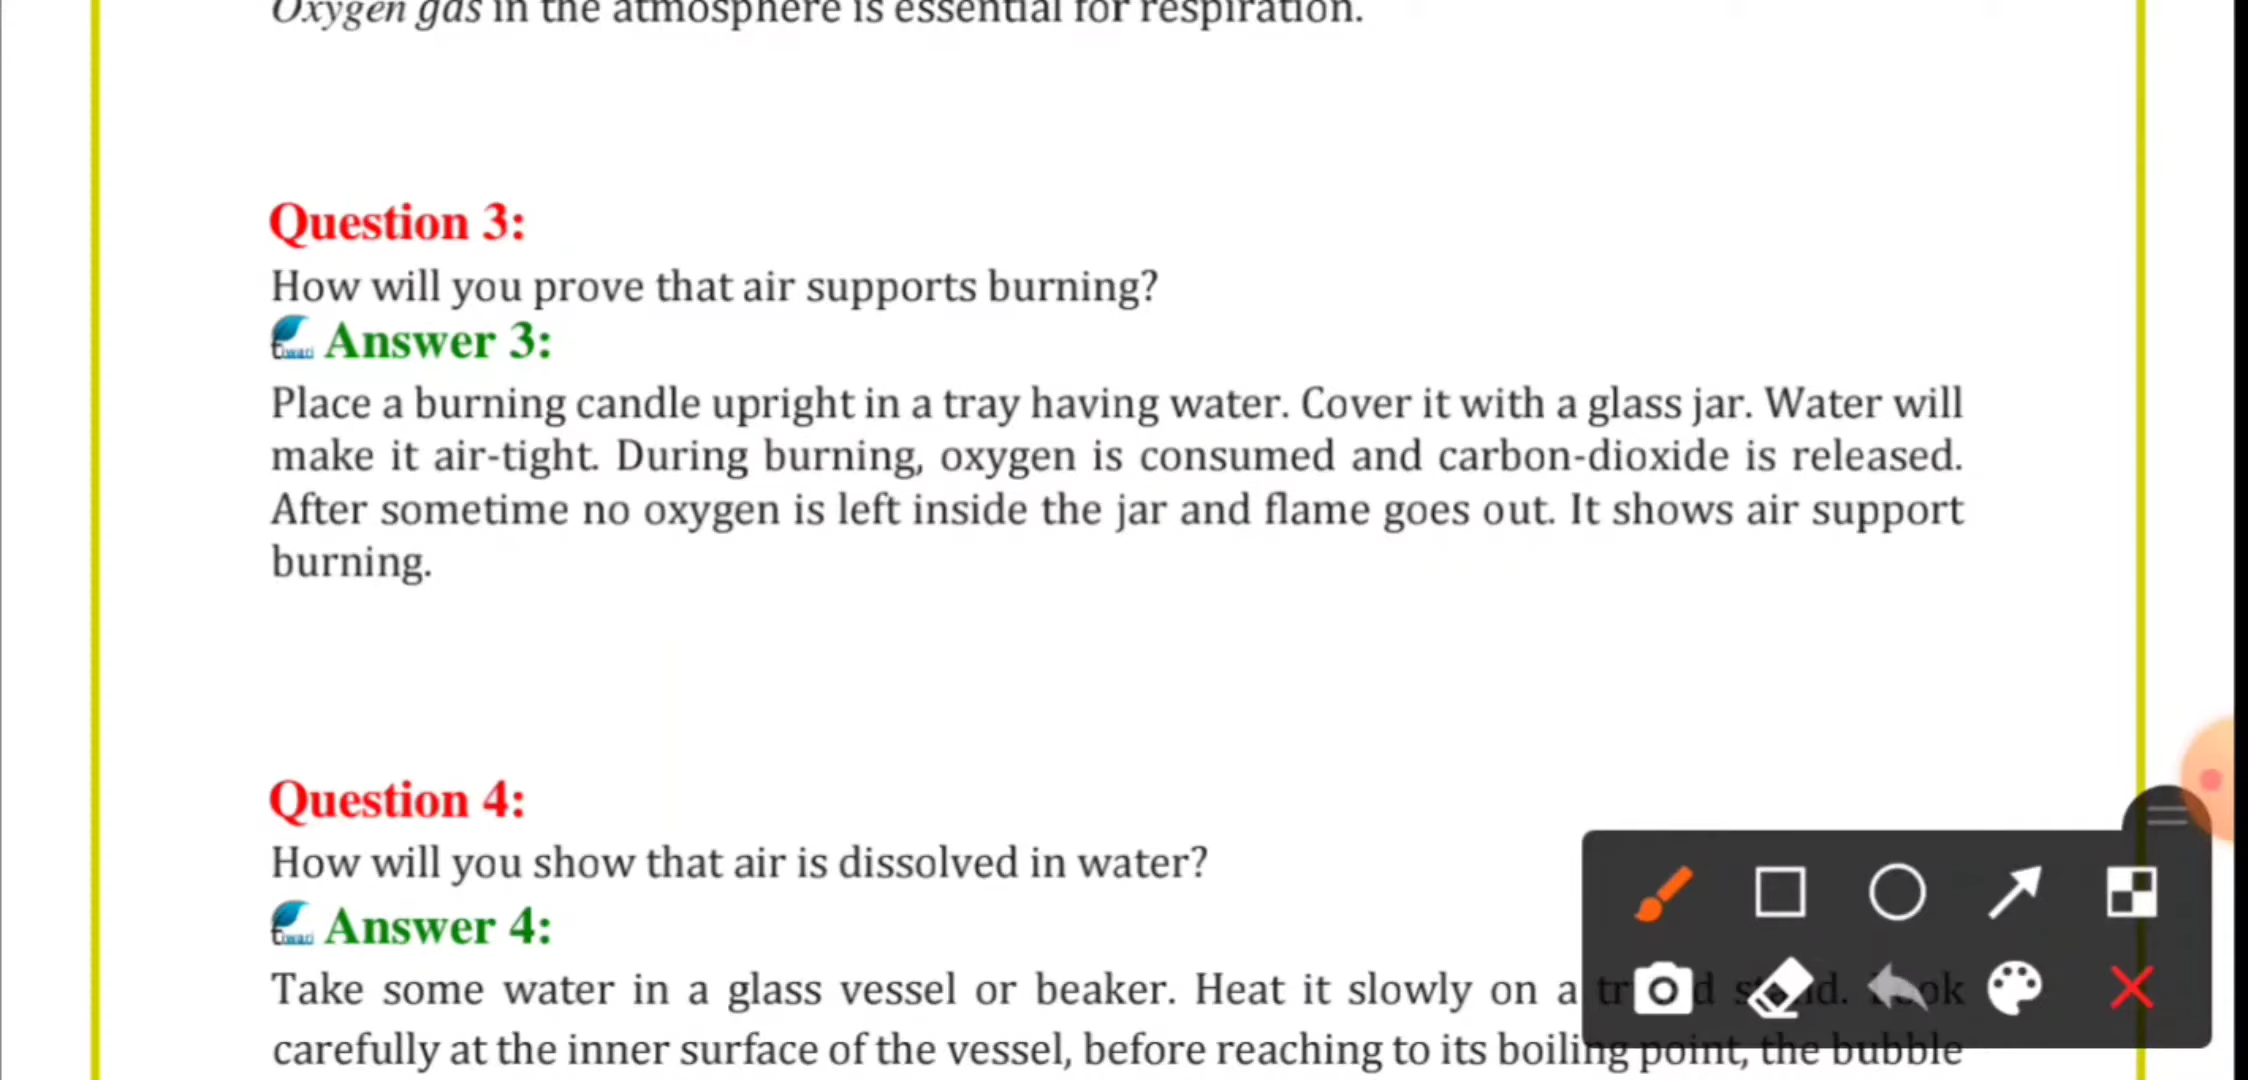 Oxygen gas in the atmosphere is essential for respiration.
Question 3:
How will you prove that air supports burning?
Answer 3:
Place a burning candle upright in a tray having water. Cover it with a glass jar. Water will
make it air-tight. During burning, oxygen is consumed and carbon-dioxide is released.
After sometime no oxygen is left inside the jar and flame goes out. It shows air support
burning.
Question 4:
How will you show that air is dissolved in water?
Answer 4:
Take some water in a glass vessel or beaker. Heat it slowly on a
carefully at the inner surface of the vessel, before reaching to its boiling point, the bubble